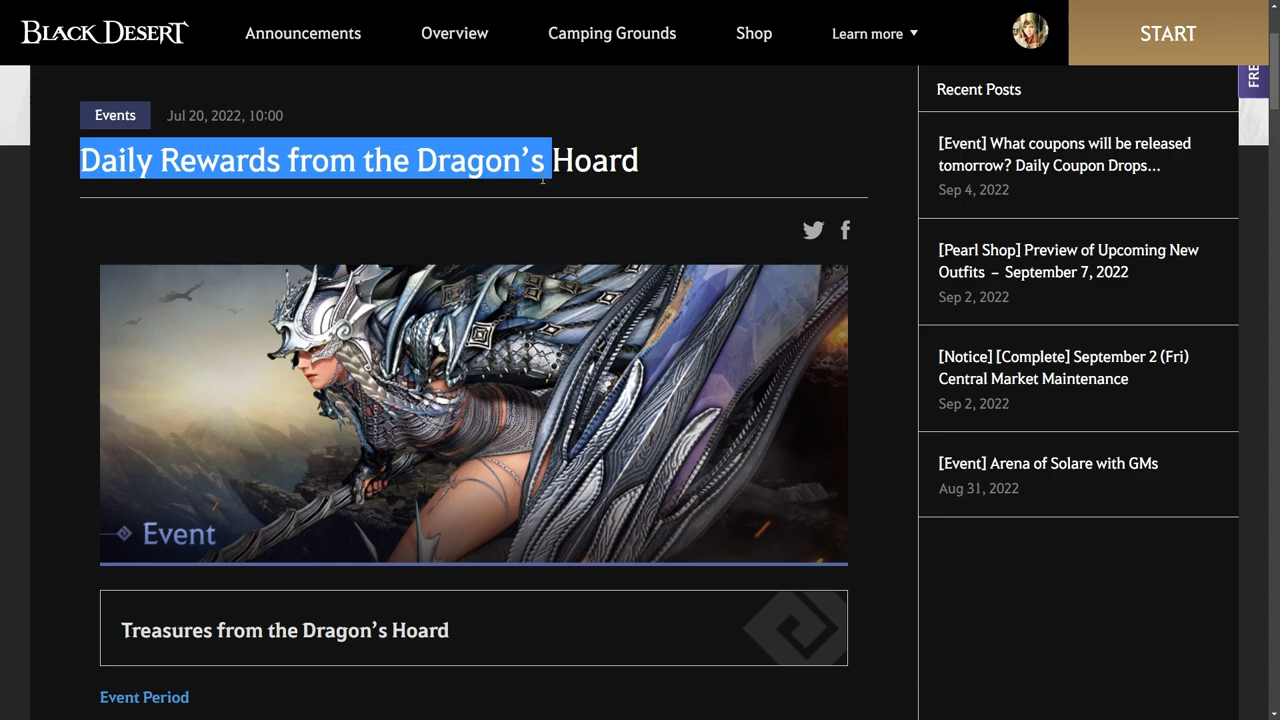 BLACK DESERT
Announcements
Overview
Camping Grounds
Shop
Learn more
START
FRE
Events
Jul 20, 2022, 10:00
Daily Rewards from the Dragon’s Hoard
Event
Treasures from the Dragon’s Hoard
Event Period
Recent Posts
[Event] What coupons will be released
tomorrow? Daily Coupon Drops...
Sep 4, 2022
[Pearl Shop] Preview of Upcoming New
Outfits – September 7, 2022
Sep 2, 2022
[Notice] [Complete] September 2 (Fri)
Central Market Maintenance
Sep 2, 2022
[Event] Arena of Solare with GMs
Aug 31, 2022